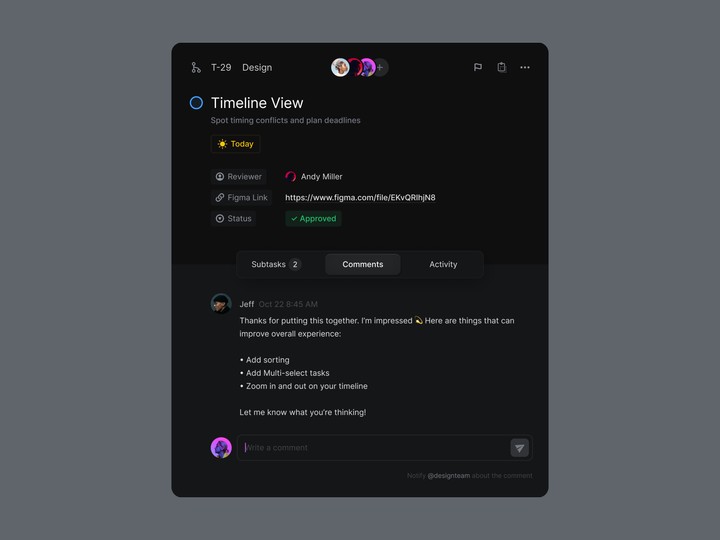 T-29 Design
Timeline View
Spot timing conflicts and plan deadlines
Today
Reviewer Andy Miller
Figma Link https://www.figma.com/file/EKvQRIhjN8
Status ✓ Approved
Subtasks 2 Comments Activity
Jeff Oct 22 8:45 AM
Thanks for putting this together. I'm impressed 💫 Here are things that can
improve overall experience:
• Add sorting
• Add Multi-select tasks
• Zoom in and out on your timeline
Let me know what you're thinking!
Write a comment
Notify @designteam about the comment